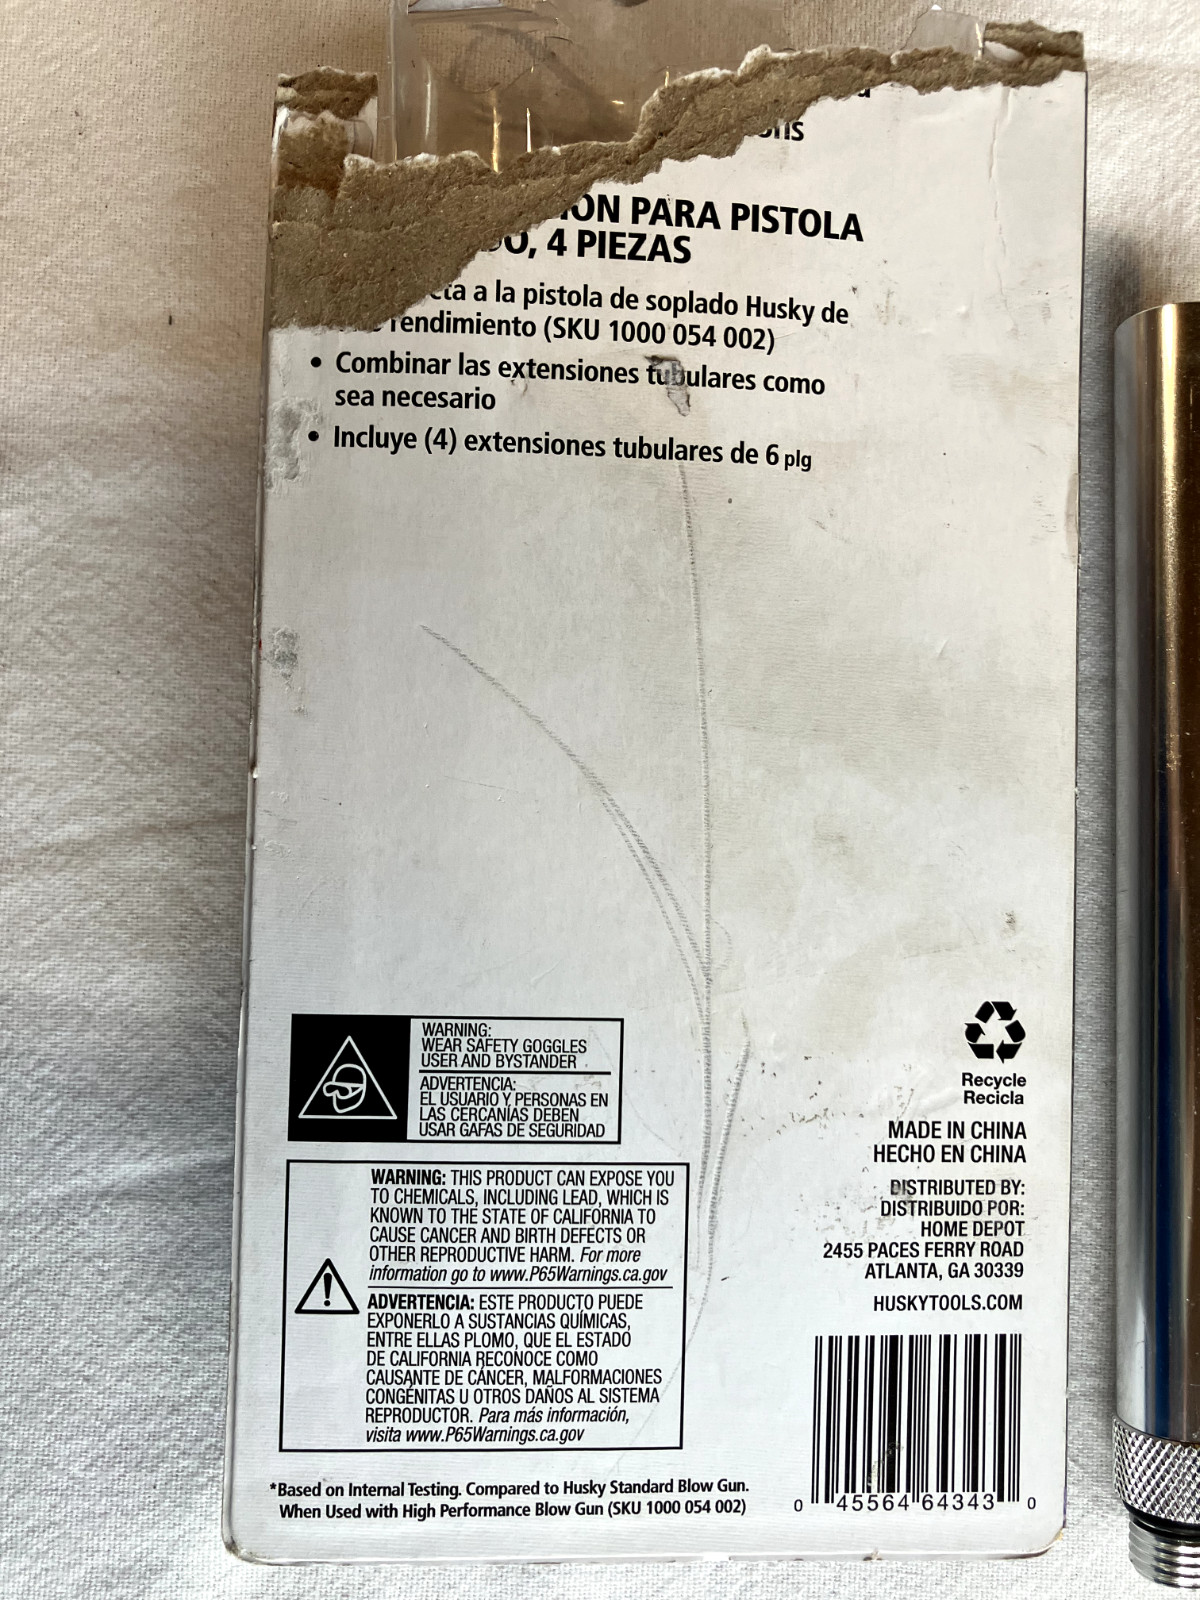 PARA PISTOLA
4 PIEZAS
a la pistola de soplado Husky de
rendimiento (SKU 1000 054 002)
• Combinar las extensiones tubulares como
sea necesario
• Incluye (4) extensiones tubulares de 6 plg
WARNING:
WEAR SAFETY GOGGLES
USER AND BYSTANDER
ADVERTENCIA:
EL USUARIO Y PERSONAS EN
LAS CERCANÍAS DEBEN
USAR GAFAS DE SEGURIDAD
WARNING: THIS PRODUCT CAN EXPOSE YOU
TO CHEMICALS, INCLUDING LEAD, WHICH IS
KNOWN TO THE STATE OF CALIFORNIA TO
CAUSE CANCER AND BIRTH DEFECTS OR
OTHER REPRODUCTIVE HARM. For more
information go to www.P65Warnings.ca.gov
ADVERTENCIA: ESTE PRODUCTO PUEDE
EXPONERLO A SUSTANCIAS QUÍMICAS,
ENTRE ELLAS PLOMO, QUE EL ESTADO
DE CALIFORNIA RECONOCE COMO
CAUSANTE DE CÁNCER, MALFORMACIONES
CONGÉNITAS U OTROS DAÑOS AL SISTEMA
REPRODUCTOR. Para más información,
visita www.P65Warnings.ca.gov
*Based on Internal Testing. Compared to Husky Standard Blow Gun.
When Used with High Performance Blow Gun (SKU 1000 054 002)
Recycle
Recicla
MADE IN CHINA
HECHO EN CHINA
DISTRIBUTED BY:
DISTRIBUIDO POR:
HOME DEPOT
2455 PACES FERRY ROAD
ATLANTA, GA 30339
HUSKYTOOLS.COM
0 45564 64343 0